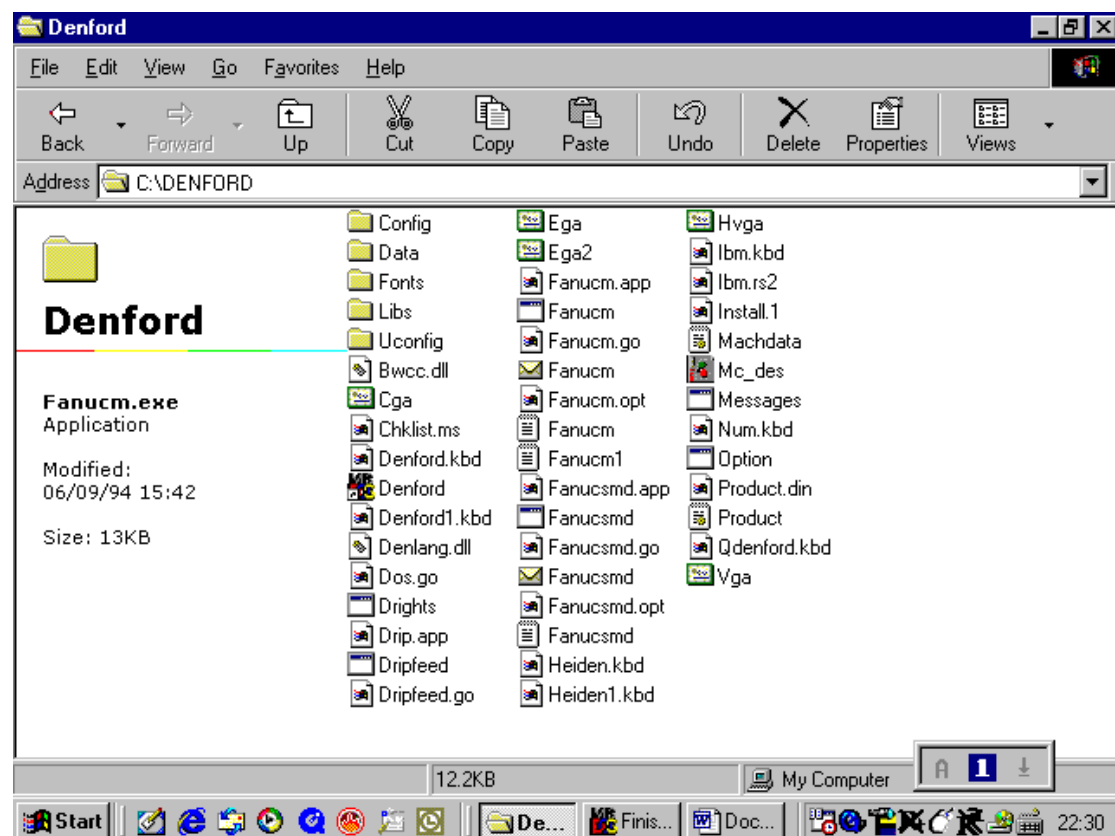 Denford
File Edit View Go Favorites Help
Back Forward Up Cut Copy Paste Undo Delete Properties Views
Address C:\DENFORD
Denford
Fanucm.exe
Application
Modified:
06/09/94 15:42
Size: 13KB
Config
Data
Fonts
Libs
Uconfig
Bwcc.dll
Cga
Chklist.ms
Denford.kbd
Denford
Denford1.kbd
Denlang.dll
Dos.go
Drights
Drip.app
Dripfeed
Dripfeed.go
Ega
Ega2
Fanucm.app
Fanucm
Fanucm.go
Fanucm
Fanucm.opt
Fanucm
Fanucm1
Fanucsmd.app
Fanucsmd
Fanucsmd.go
Fanucsmd
Fanucsmd.opt
Fanucsmd
Heiden.kbd
Heiden1.kbd
Hvga
Ibm.kbd
Ibm.rs2
Install.1
Machdata
Mc_des
Messages
Num.kbd
Option
Product.din
Product
Qdenford.kbd
Vga
12.2KB My Computer
A 1
Start De... Finis... Doc... 22:30